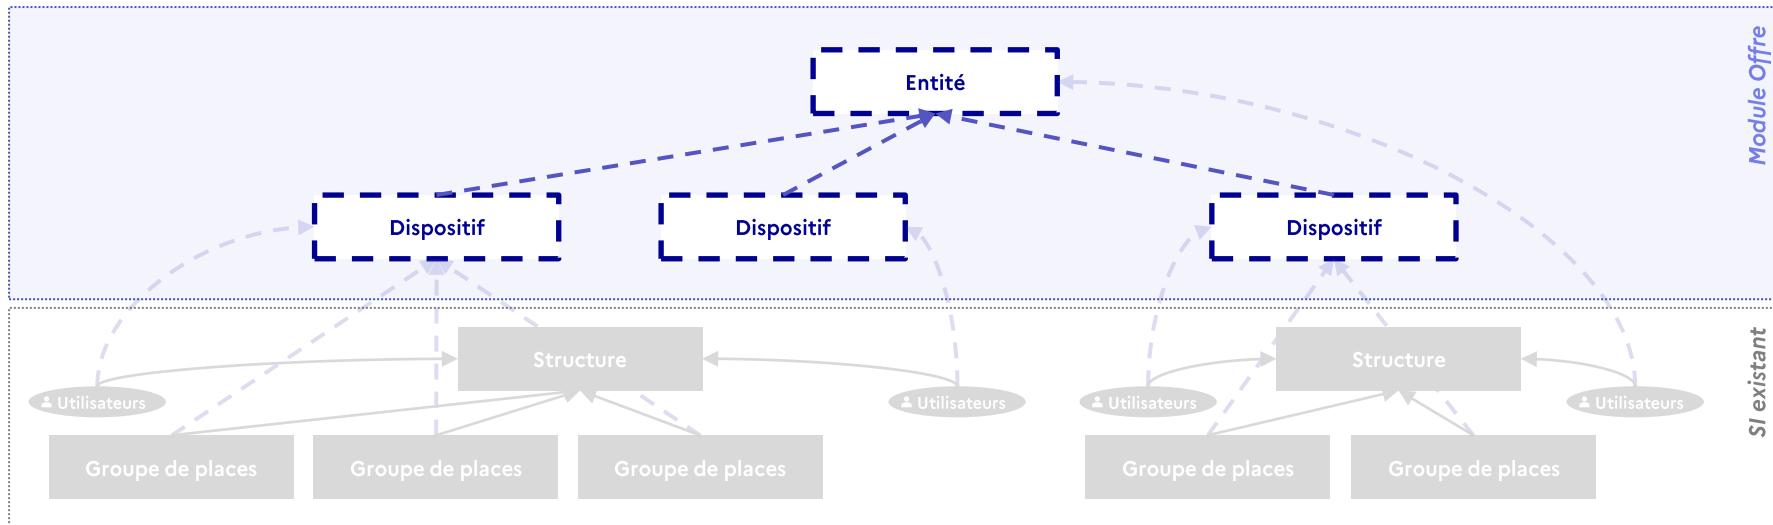 Module Offre
Entité
Dispositif
Dispositif
Dispositif
SI existant
Structure
Structure
Utilisateurs
Utilisateurs
Utilisateurs
Utilisateurs
Groupe de places
Groupe de places
Groupe de places
Groupe de places
Groupe de places